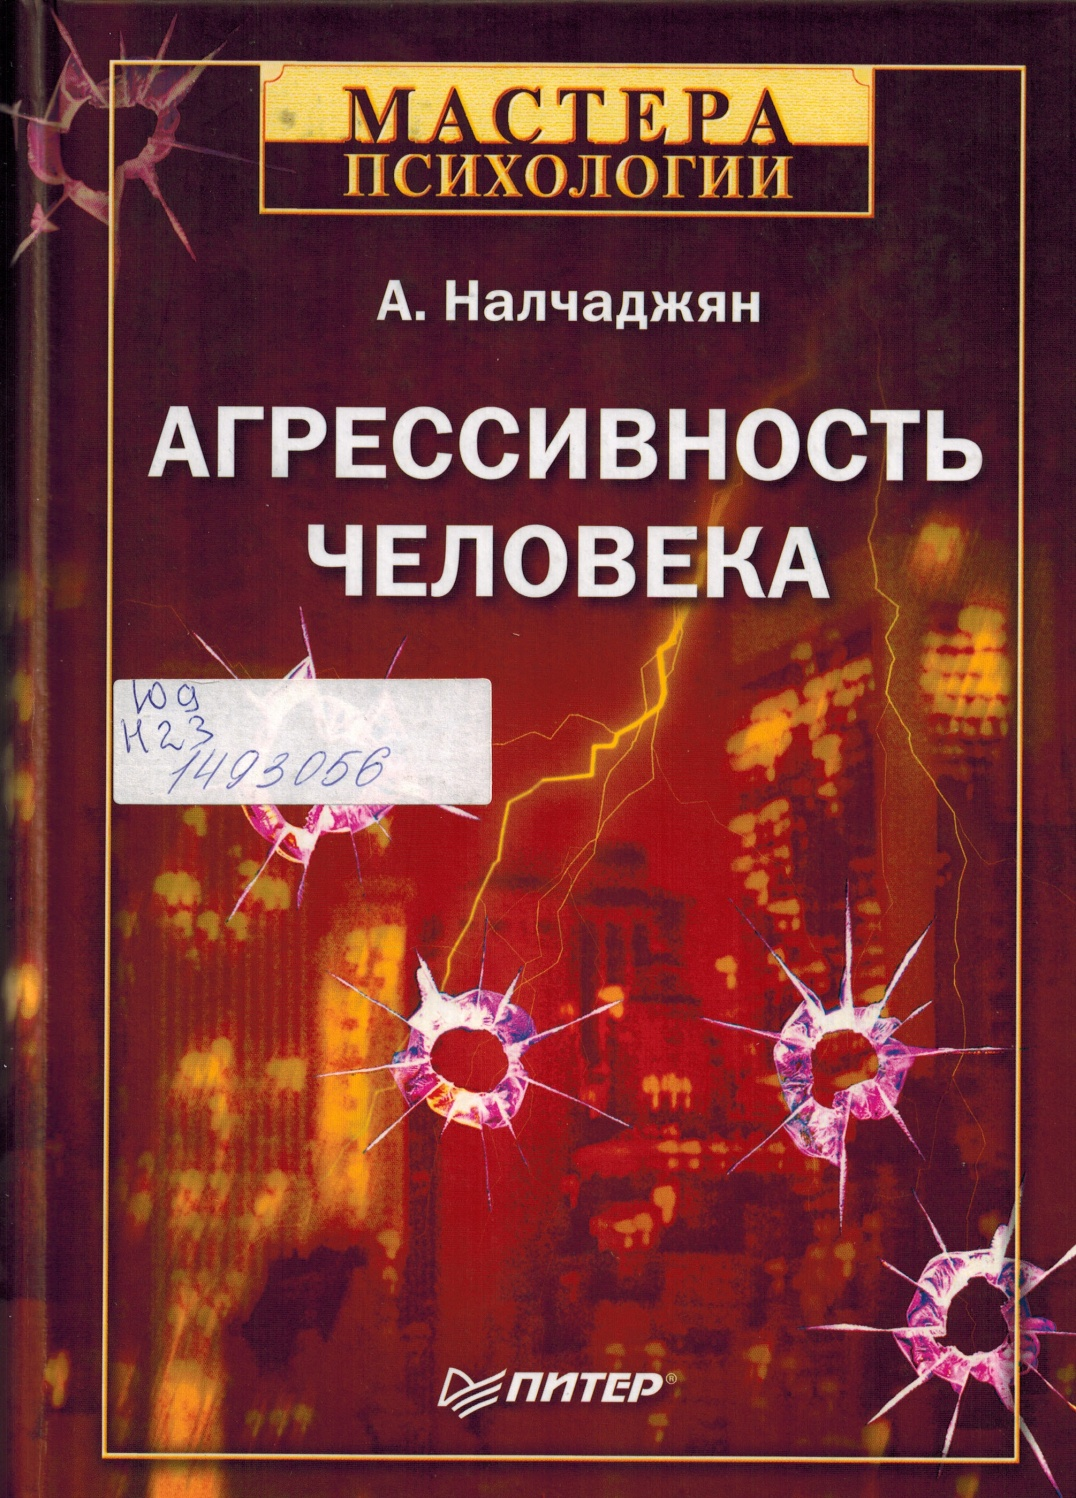 МАСТЕРА
ПСИХОЛОГИИ
А. Налчаджян
АГРЕССИВНОСТЬ
ЧЕЛОВЕКА
Ю9
Н23
1493056
ПИТЕР®